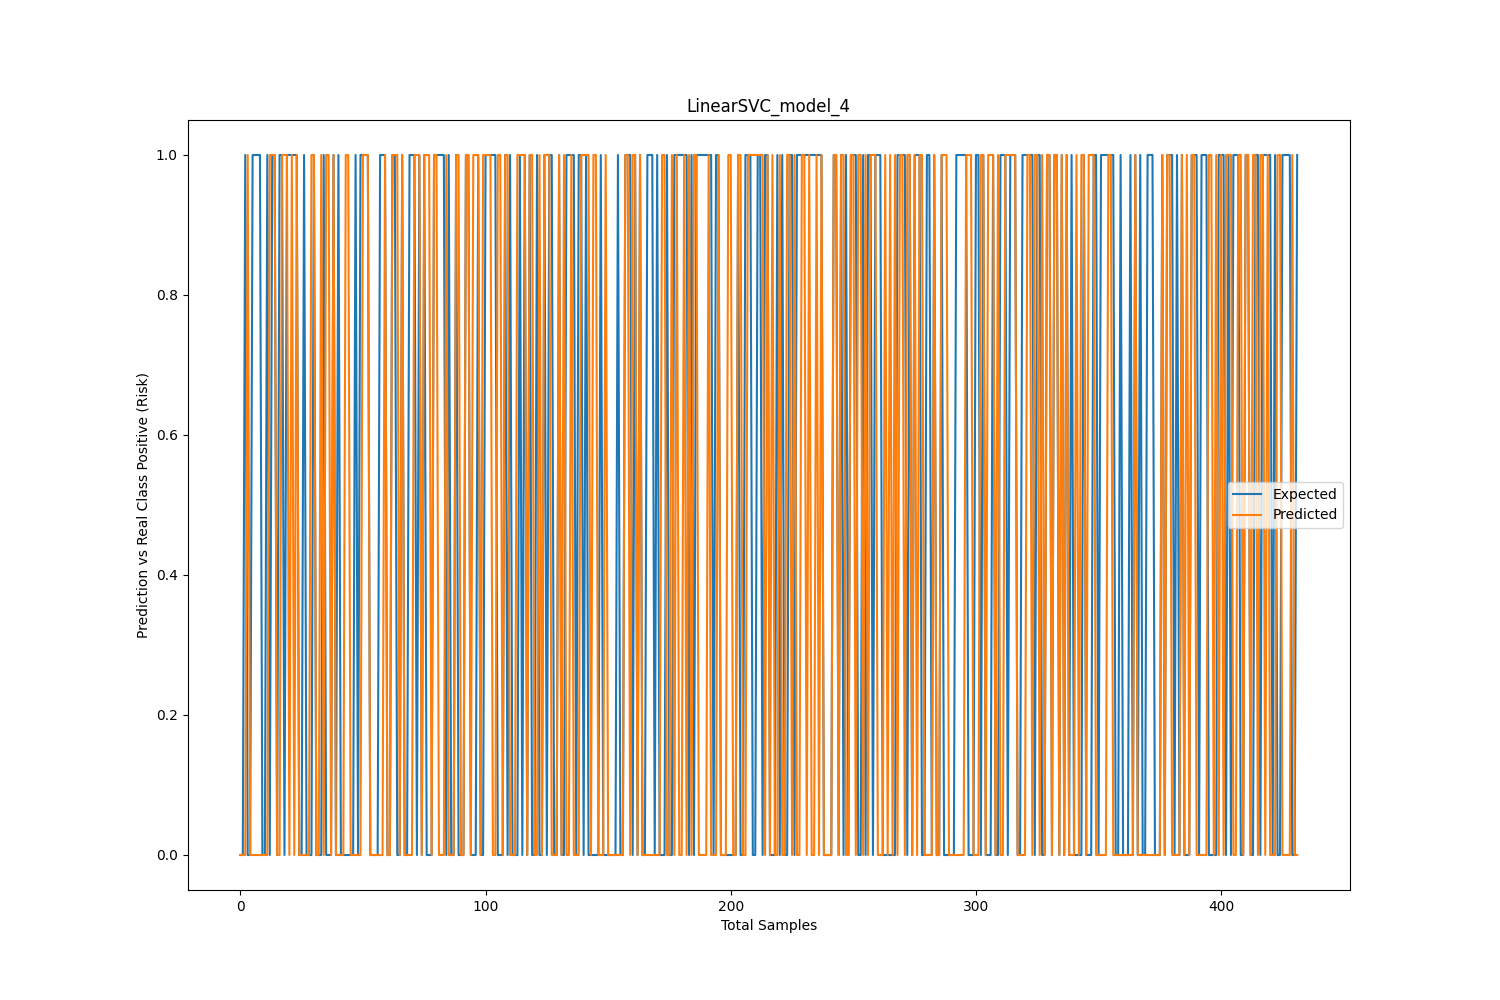 LinearSVC_model_4
1.0
0.8
0.6
0.4
0.2
0.0
Prediction vs Real Class Positive (Risk)
Expected
Predicted
0 100 200 300 400
Total Samples